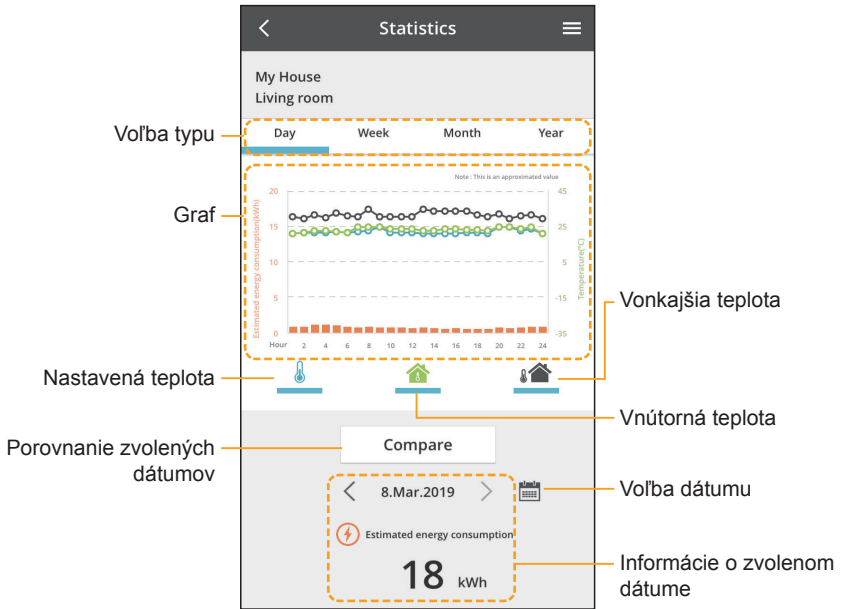 Statistics
My House
Living room
Voľba typu
Day Week Month Year
Note : This is an approximated value
Graf
Estimated energy consumption(kWh)
20
15
10
5
0
45
25
5
-15
-35
Temperature(°C)
Hour 2 4 6 8 10 12 14 16 18 20 22 24
Vonkajšia teplota
Nastavená teplota
Vnútorná teplota
Porovnanie zvolených
dátumov
Compare
8.Mar.2019
Voľba dátumu
Estimated energy consumption
18 kWh
Informácie o zvolenom
dátume